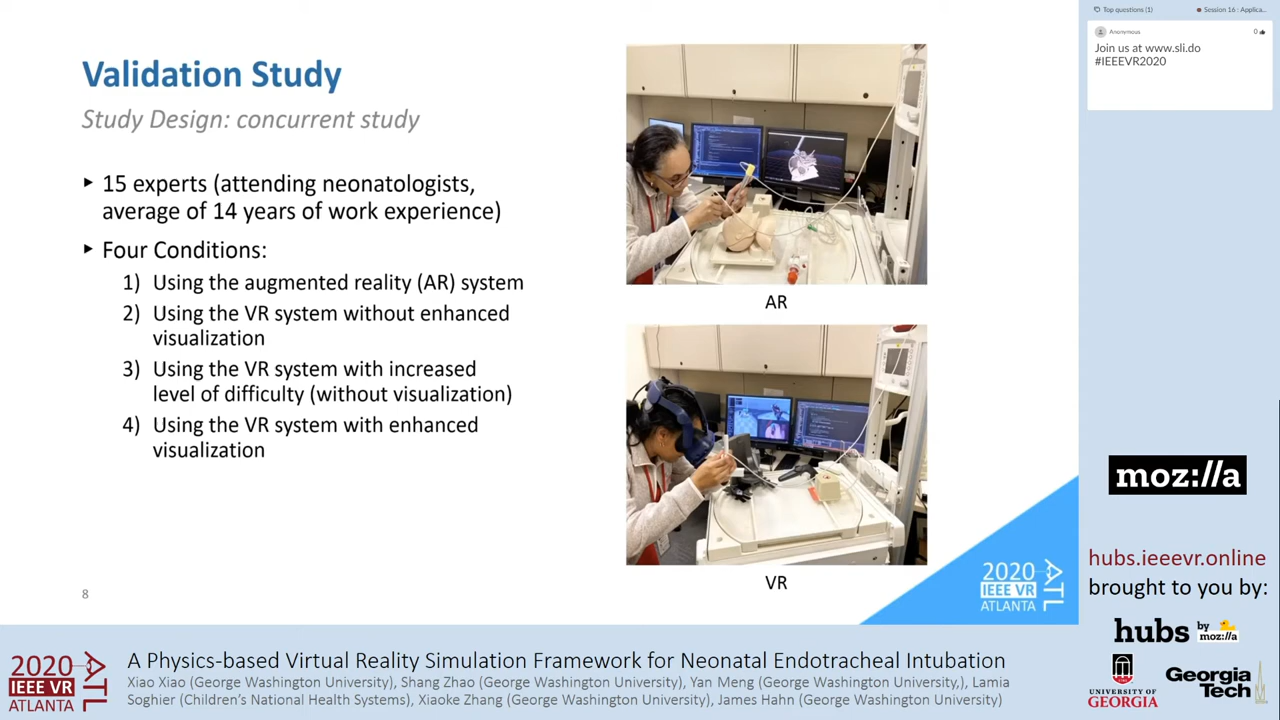 Validation Study
Study Design: concurrent study
15 experts (attending neonatologists,
average of 14 years of work experience)
Four Conditions:
1) Using the augmented reality (AR) system
2) Using the VR system without enhanced
visualization
3) Using the VR system with increased
level of difficulty (without visualization)
4) Using the VR system with enhanced
visualization
8
AR
VR
2020
IEEE VR
ATLANTA
ATL
Top questions (1)
Session 16 : Applica...
Anonymous
0
Join us at www.sli.do
#IEEEVR2020
moz://a
hubs.ieeevr.online
brought to you by:
hubs by moz://a
UNIVERSITY OF
GEORGIA
Georgia
Tech
2020
IEEE VR
ATLANTA
ATL
A Physics-based Virtual Reality Simulation Framework for Neonatal Endotracheal Intubation
Xiao Xiao (George Washington University), Shang Zhao (George Washington University), Yan Meng (George Washington University,), Lamia
Soghier (Children's National Health Systems), Xiaoke Zhang (George Washington University), James Hahn (George Washington University)